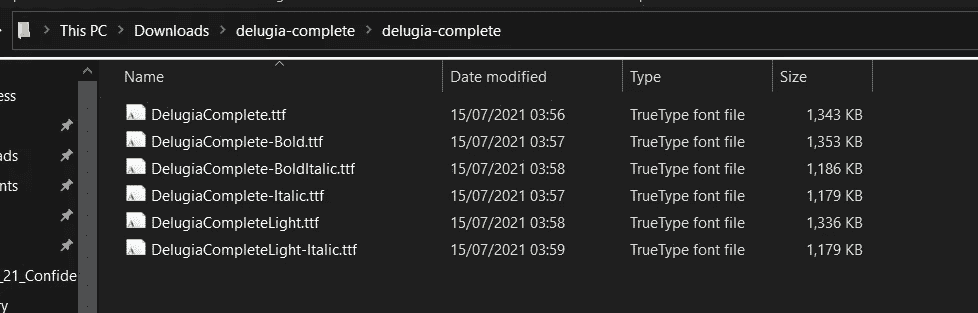 This PC > Downloads > delugia-complete > delugia-complete
Name Date modified Type Size
DelugiaComplete.ttf 15/07/2021 03:56 TrueType font file 1,343 KB
DelugiaComplete-Bold.ttf 15/07/2021 03:57 TrueType font file 1,353 KB
DelugiaComplete-BoldItalic.ttf 15/07/2021 03:58 TrueType font file 1,186 KB
DelugiaComplete-Italic.ttf 15/07/2021 03:57 TrueType font file 1,179 KB
DelugiaCompleteLight.ttf 15/07/2021 03:58 TrueType font file 1,336 KB
DelugiaCompleteLight-Italic.ttf 15/07/2021 03:59 TrueType font file 1,179 KB
ess
ads
nts
_21_Confide
ry